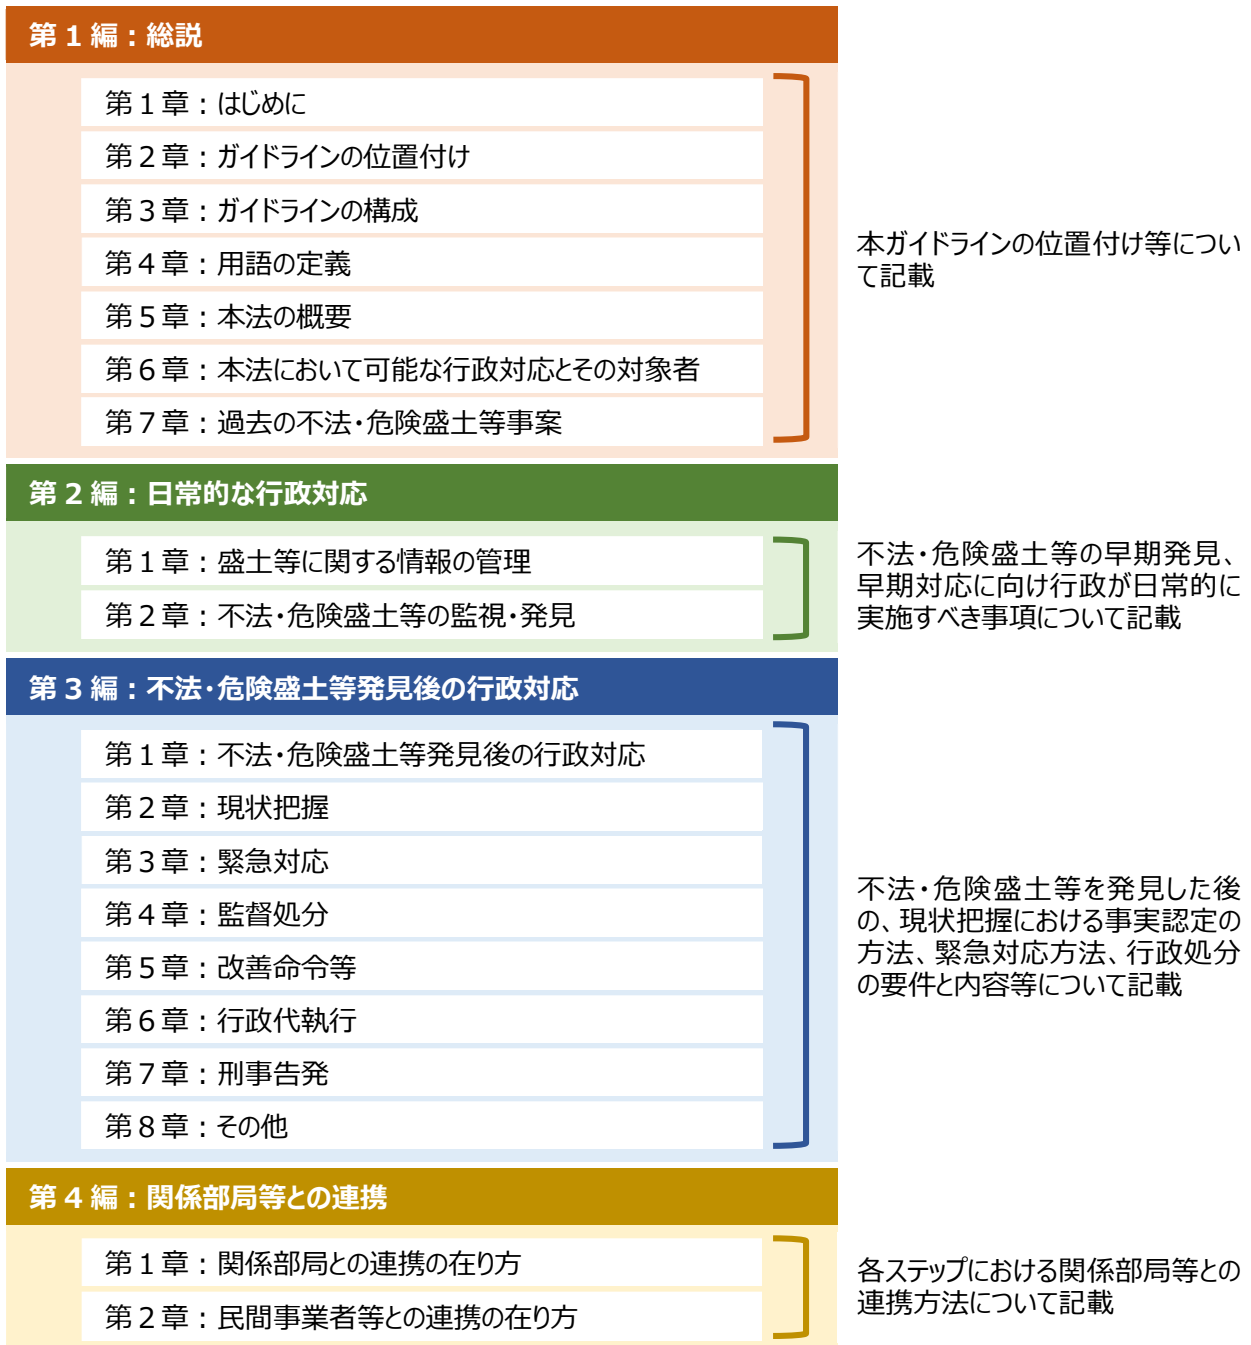 第１編：総説
第１章：はじめに
第２章：ガイドラインの位置付け
第３章：ガイドラインの構成
第４章：用語の定義
第５章：本法の概要
第６章：本法において可能な行政対応とその対象者
第７章：過去の不法・危険盛土等事案
本ガイドラインの位置付け等につい
て記載
第２編：日常的な行政対応
第１章：盛土等に関する情報の管理
第２章：不法・危険盛土等の監視・発見
不法・危険盛土等の早期発見、
早期対応に向け行政が日常的に
実施すべき事項について記載
第３編：不法・危険盛土等発見後の行政対応
第１章：不法・危険盛土等発見後の行政対応
第２章：現状把握
第３章：緊急対応
第４章：監督処分
第５章：改善命令等
第６章：行政代執行
第７章：刑事告発
第８章：その他
不法・危険盛土等を発見した後
の、現状把握における事実認定の
方法、緊急対応方法、行政処分
の要件と内容等について記載
第４編：関係部局等との連携
第１章：関係部局との連携の在り方
第２章：民間事業者等との連携の在り方
各ステップにおける関係部局等との
連携方法について記載